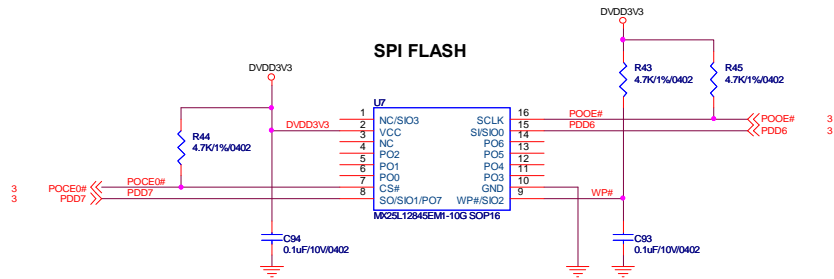 DVDD3V3
SPI FLASH
DVDD3V3
R43
4.7K/1%/0402
R45
4.7K/1%/0402
U7
R44
4.7K/1%/0402
DVDD3V3
1 NC/SIO3 SCLK 16 POOE# POOE# 3
2 VCC SI/SIO0 15 PDD6 PDD6 3
3 NC PO6 14
4 PO2 PO5 13
5 PO1 PO4 12
6 PO0 PO3 11
3 POCE0# POCE0# 7 CS# GND 10
3 PDD7 PDD7 8 SO/SIO1/PO7 WP#/SIO2 9 WP#
MX25L12845EM1-10G SOP16
C94
0.1uF/10V/0402
C93
0.1uF/10V/0402